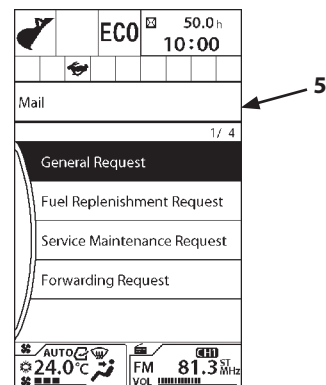 ECO 50.0 h
10:00
5
Mail
1/ 4
General Request
Fuel Replenishment Request
Service Maintenance Request
Forwarding Request
AUTO CH1
24.0°C FM 81.3 ST MHz
VOL